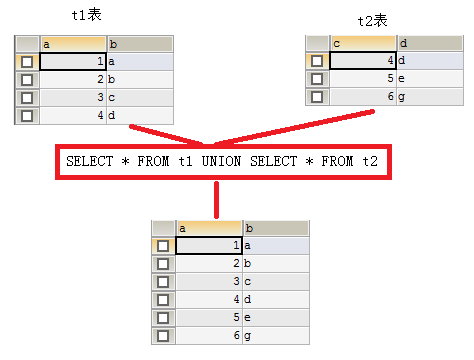 t1表
t2表
a b
1 a
2 b
3 c
4 d
c d
4 d
5 e
6 g
SELECT * FROM t1 UNION SELECT * FROM t2
a b
1 a
2 b
3 c
4 d
5 e
6 g